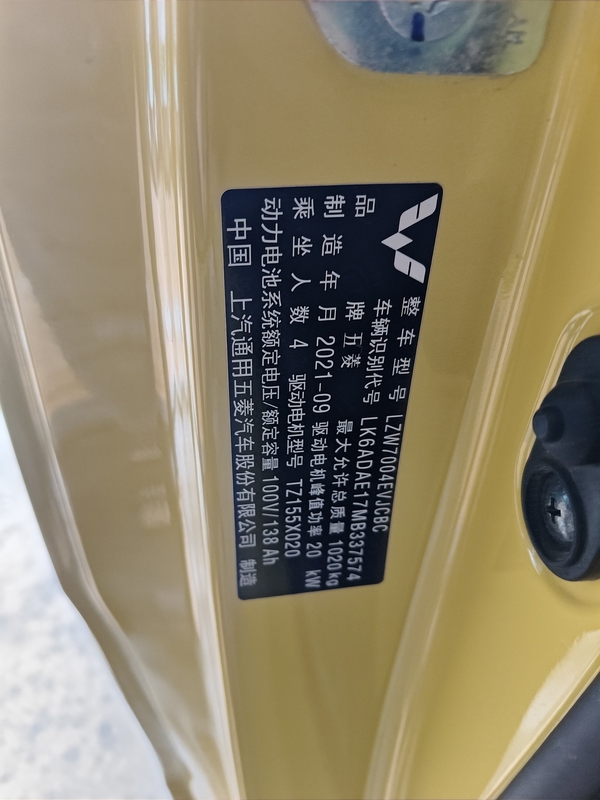 整车型号 LZW7004EVJCBC
车辆识别代号 LK6ADAE17MB337574
品牌 五菱 最大允许总质量 1020kg
制造年月 2021-09 驱动电机峰值功率 20 kW
乘坐人数 4 驱动电机型号 TZ155X020
动力电池系统额定电压/额定容量 100V/138 Ah
中国 上汽通用五菱汽车股份有限公司 制造